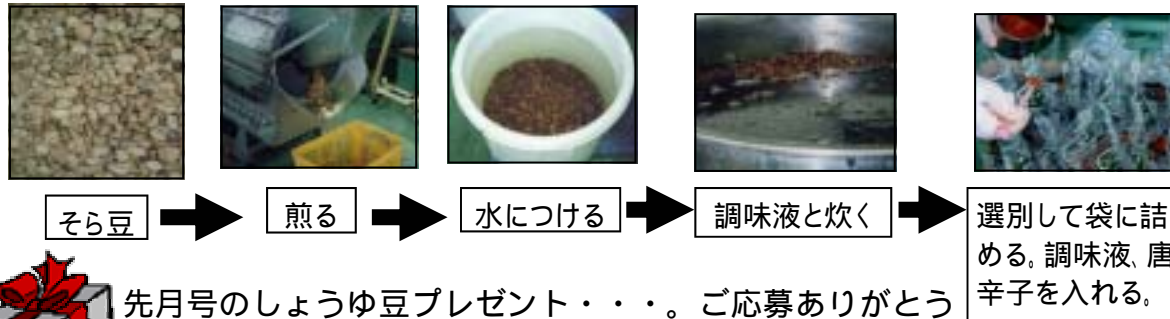 そら豆
煎る
水につける
調味液と炊く
選別して袋に詰
める。調味液、唐
辛子を入れる。
先月号のしょうゆ豆プレゼント・・・。ご応募ありがとう